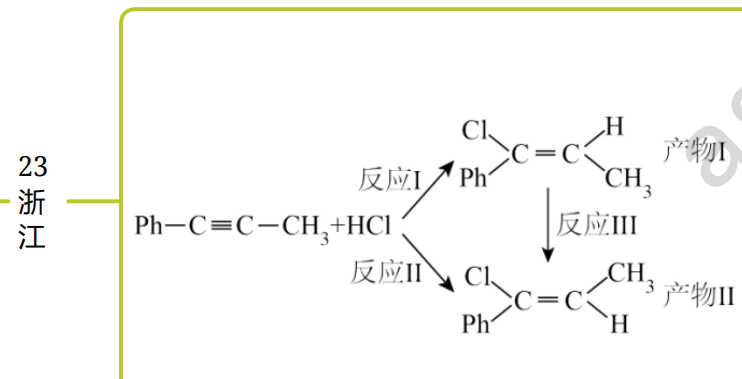 23
浙
江
Ph－C≡C－CH3+HCl
反应I
反应II
Cl
H
C＝C
Ph
CH3
产物I
反应III
Cl
CH3
C＝C
Ph
H
产物II